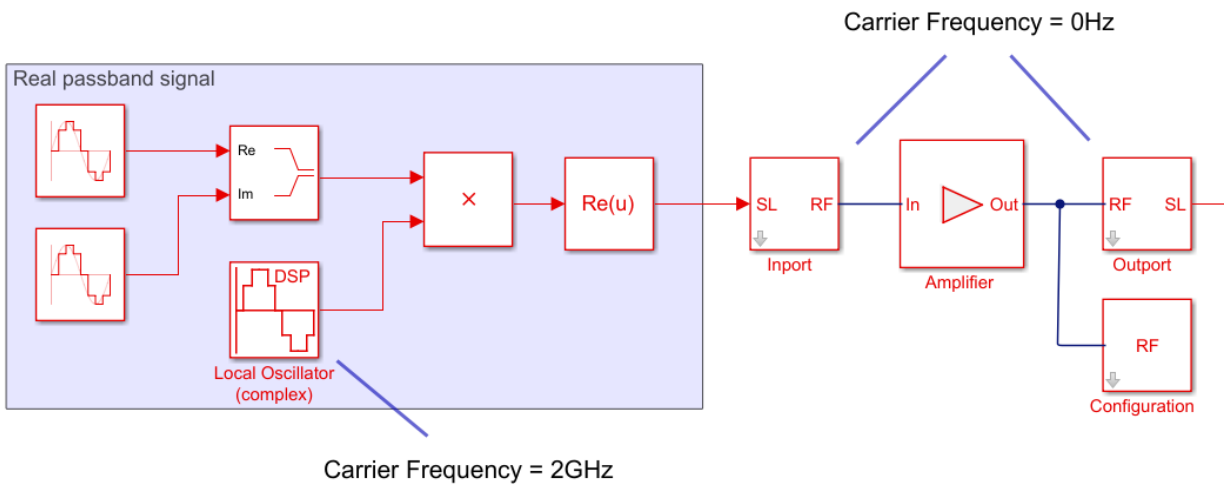 Carrier Frequency = 0Hz
Real passband signal
Re
Im
×
Re(u)
SL RF
Inport
In Out
Amplifier
RF SL
Outport
DSP
Local Oscillator
(complex)
RF
Configuration
Carrier Frequency = 2GHz